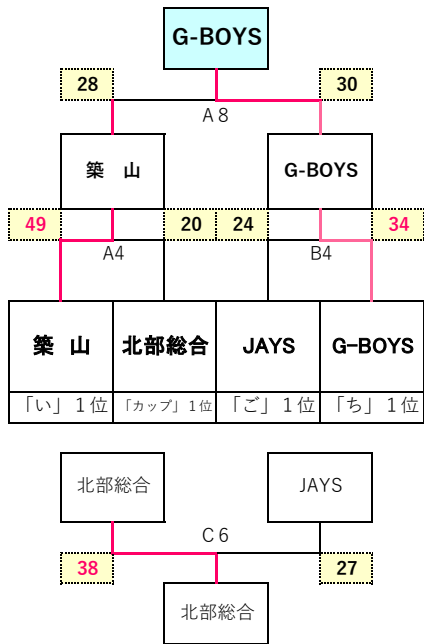 G-BOYS
28 30
A８
築　山 G-BOYS
49 20 24 34
A4 B4
築 山 北部総合 JAYS G-BOYS
「い」１位 「カップ」１位 「ご」１位 「ち」１位
北部総合 JAYS
C６
38 27
北部総合